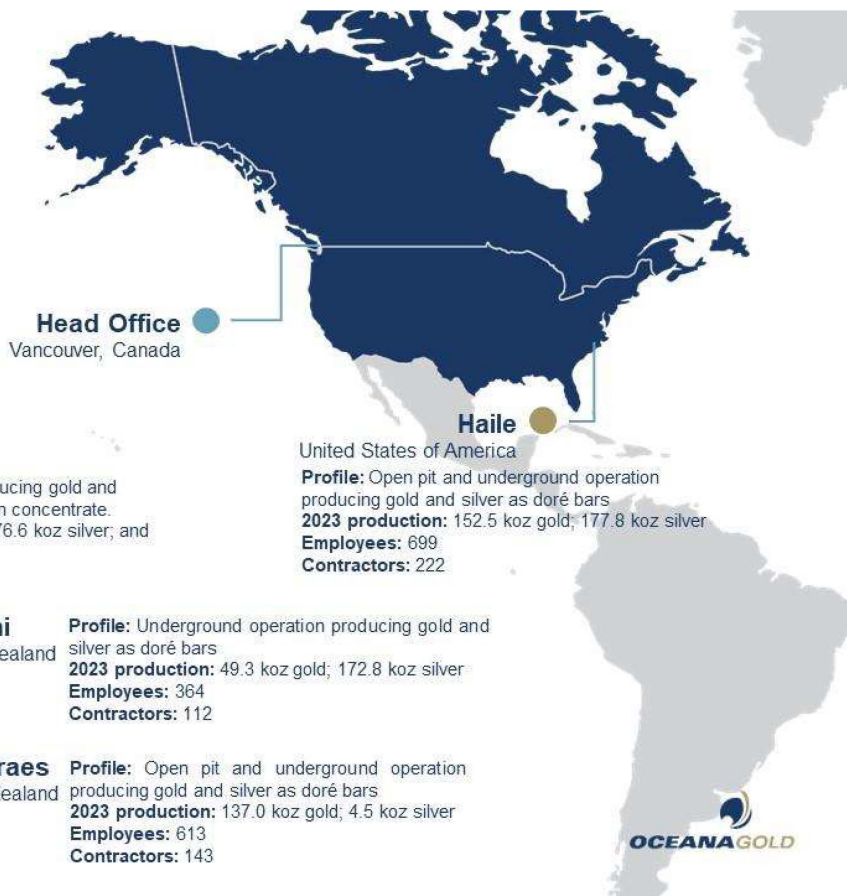 Head Office
Vancouver, Canada
Haile
United States of America
Profile: Open pit and underground operation
producing gold and silver as doré bars
2023 production: 152.5 koz gold; 177.8 koz silver
Employees: 699
Contractors: 222
gold and
concentrate.
koz silver; and
Profile: Underground operation producing gold and
silver as doré bars
2023 production: 49.3 koz gold; 172.8 koz silver
Employees: 364
Contractors: 112
Profile: Open pit and underground operation
producing gold and silver as doré bars
2023 production: 137.0 koz gold; 4.5 koz silver
Employees: 613
Contractors: 143
OCEANAGOLD